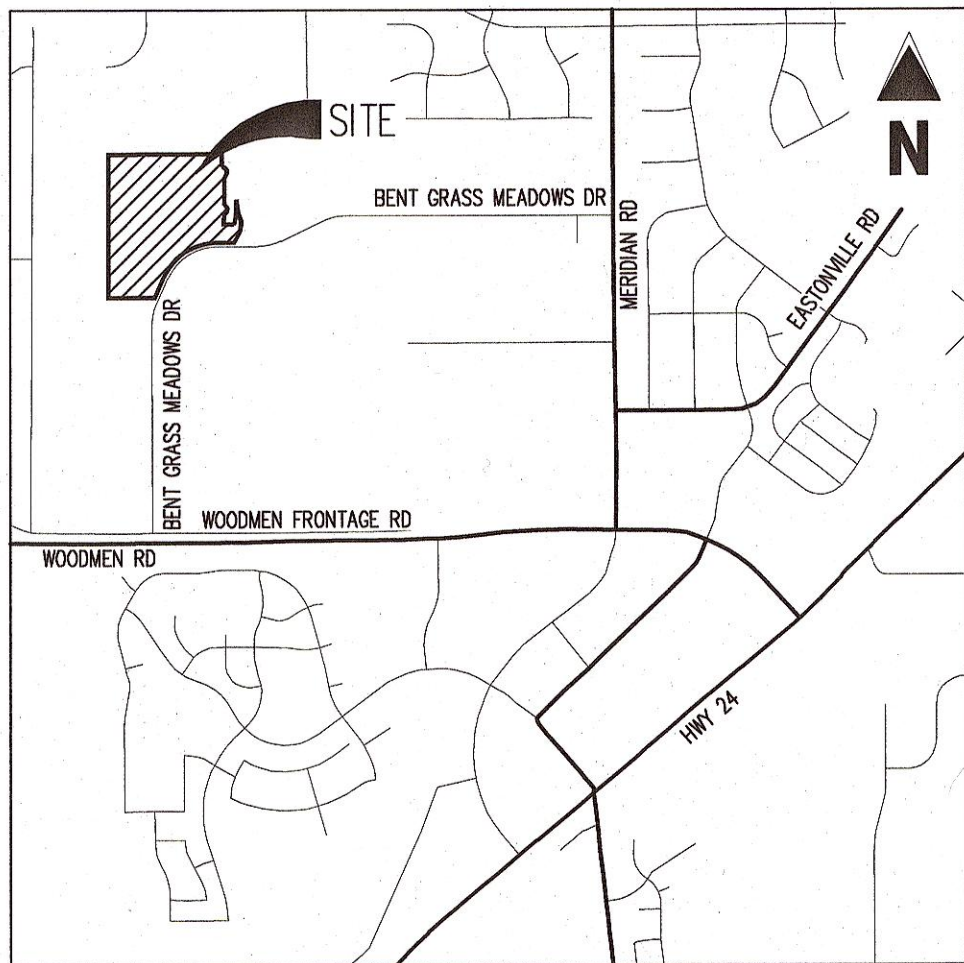 SITE
N
BENT GRASS MEADOWS DR
MERIDIAN RD
EASTONVILLE RD
BENT GRASS MEADOWS DR
WOODMEN FRONTAGE RD
WOODMEN RD
HWY 24